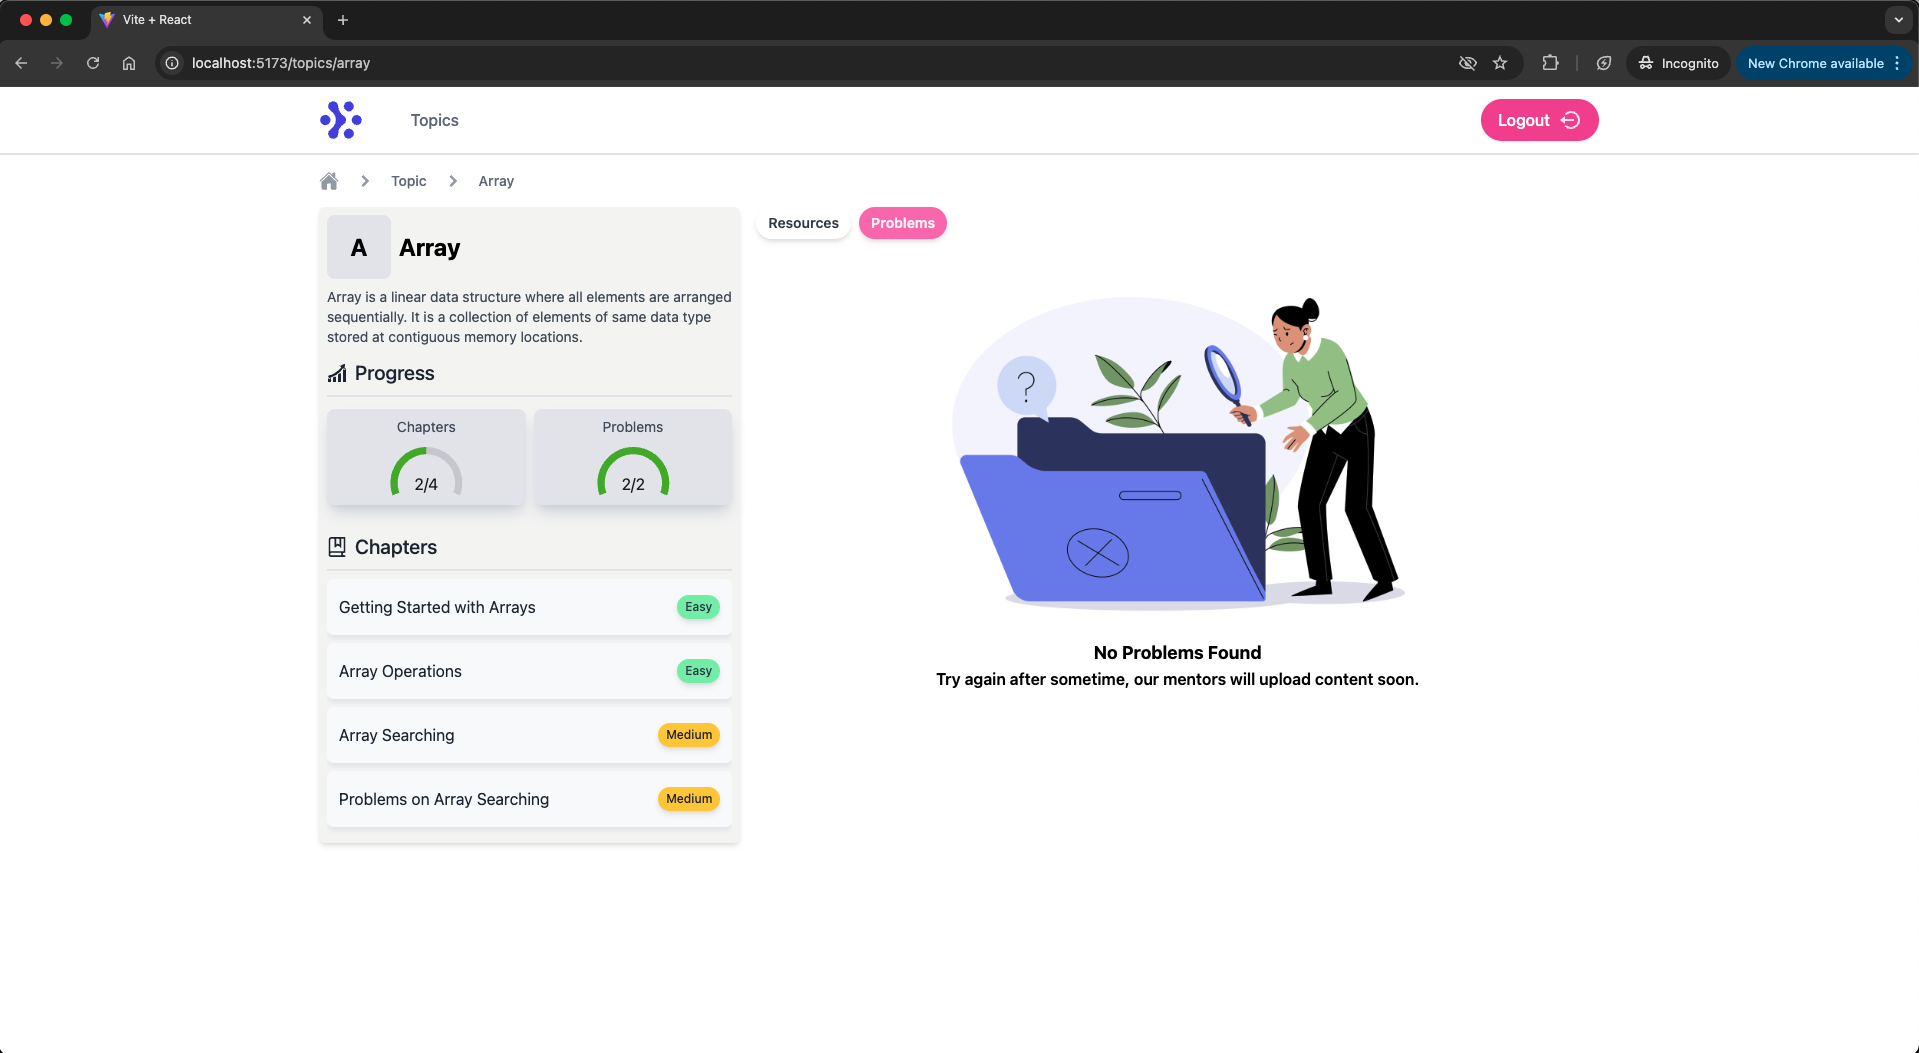 Vite + React
localhost:5173/topics/array
Incognito
New Chrome available
Topics
Logout
Topic
Array
A
Array
Array is a linear data structure where all elements are arranged
sequentially. It is a collection of elements of same data type
stored at contiguous memory locations.
Progress
Chapters
2/4
Problems
2/2
Chapters
Getting Started with Arrays
Easy
Array Operations
Easy
Array Searching
Medium
Problems on Array Searching
Medium
Resources
Problems
?
No Problems Found
Try again after sometime, our mentors will upload content soon.